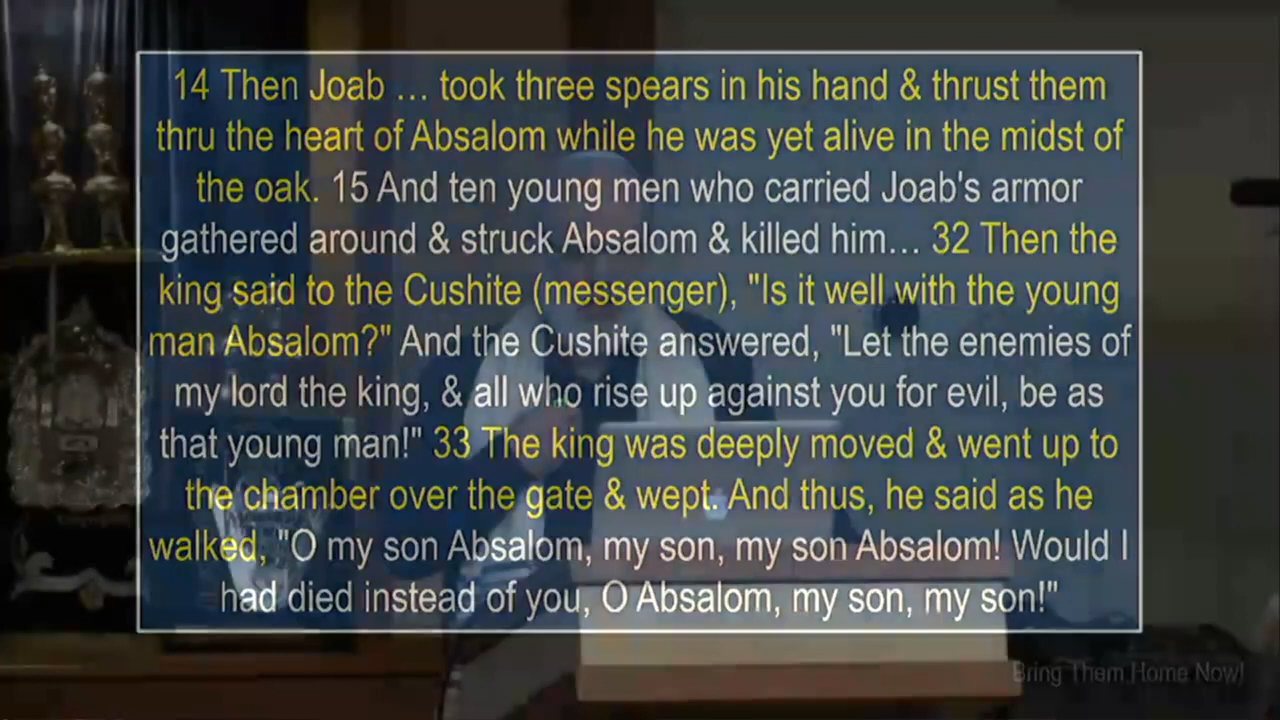 14 Then Joab ... took three spears in his hand & thrust them
thru the heart of Absalom while he was yet alive in the midst of
the oak. 15 And ten young men who carried Joab's armor
gathered around & struck Absalom & killed him... 32 Then the
king said to the Cushite (messenger), "Is it well with the young
man Absalom?" And the Cushite answered, "Let the enemies of
my lord the king, & all who rise up against you for evil, be as
that young man!" 33 The king was deeply moved & went up to
the chamber over the gate & wept. And thus, he said as he
walked, "O my son Absalom, my son, my son Absalom! Would I
had died instead of you, O Absalom, my son, my son!"
Bring Them Home Now!